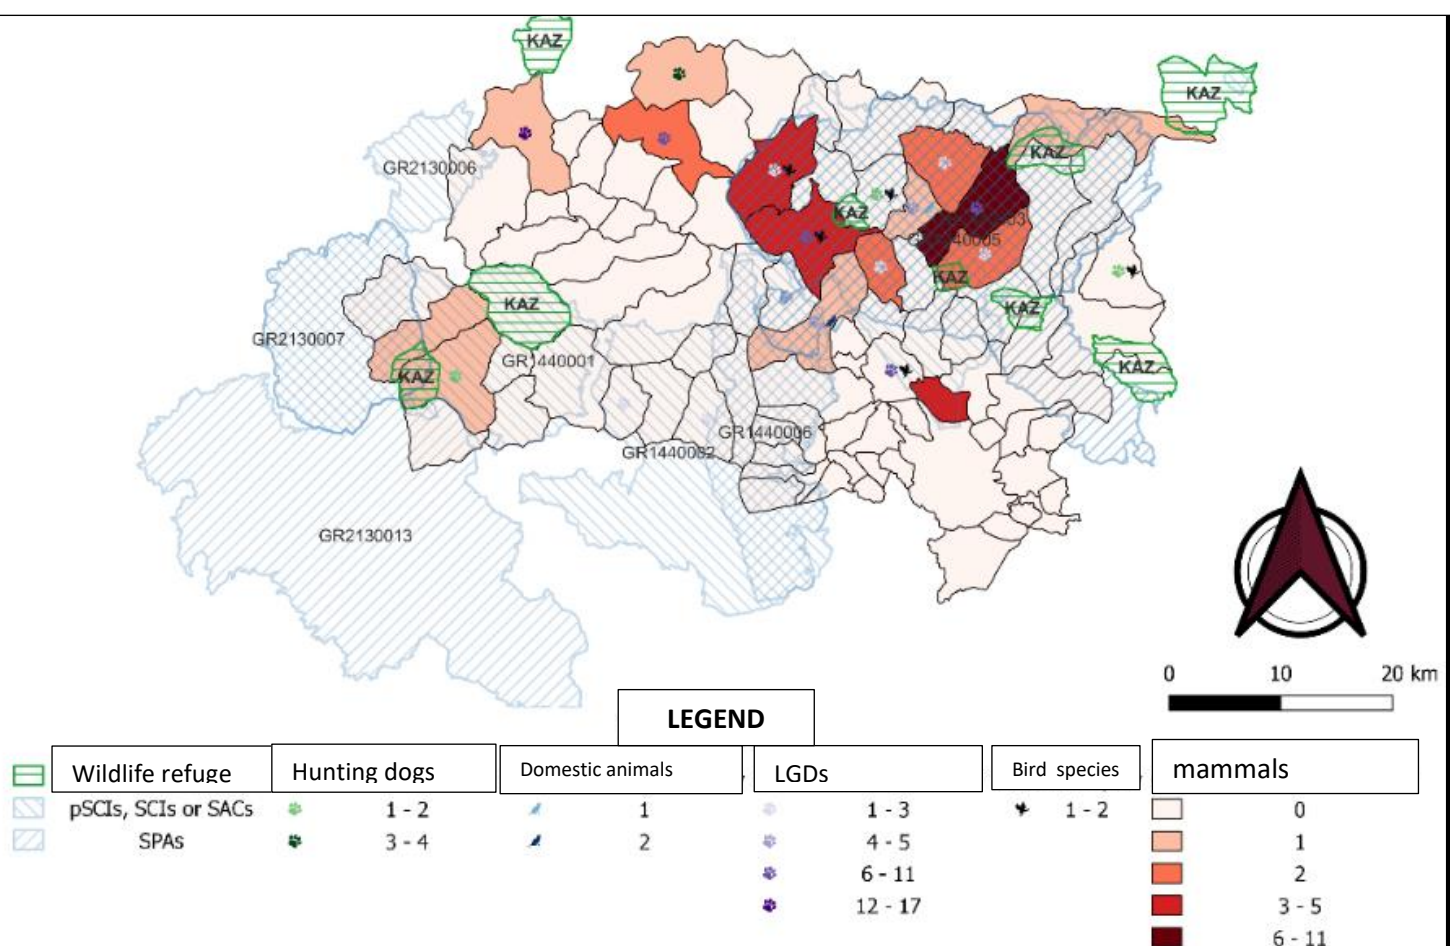 KAZ
KAZ
KAZ
GR2130006
KAZ
GR2130007
KAZ
KAZ
KAZ
GR1440001
KAZ
KAZ
GR1440006
GR1440002
GR2130013
0 10 20 km
LEGEND
Wildlife refuge
pSCIs, SCIs or SACs
SPAs
Hunting dogs
1 - 2
3 - 4
Domestic animals
1
2
LGDs
1 - 3
4 - 5
6 - 11
12 - 17
Bird species
1 - 2
mammals
0
1
2
3 - 5
6 - 11